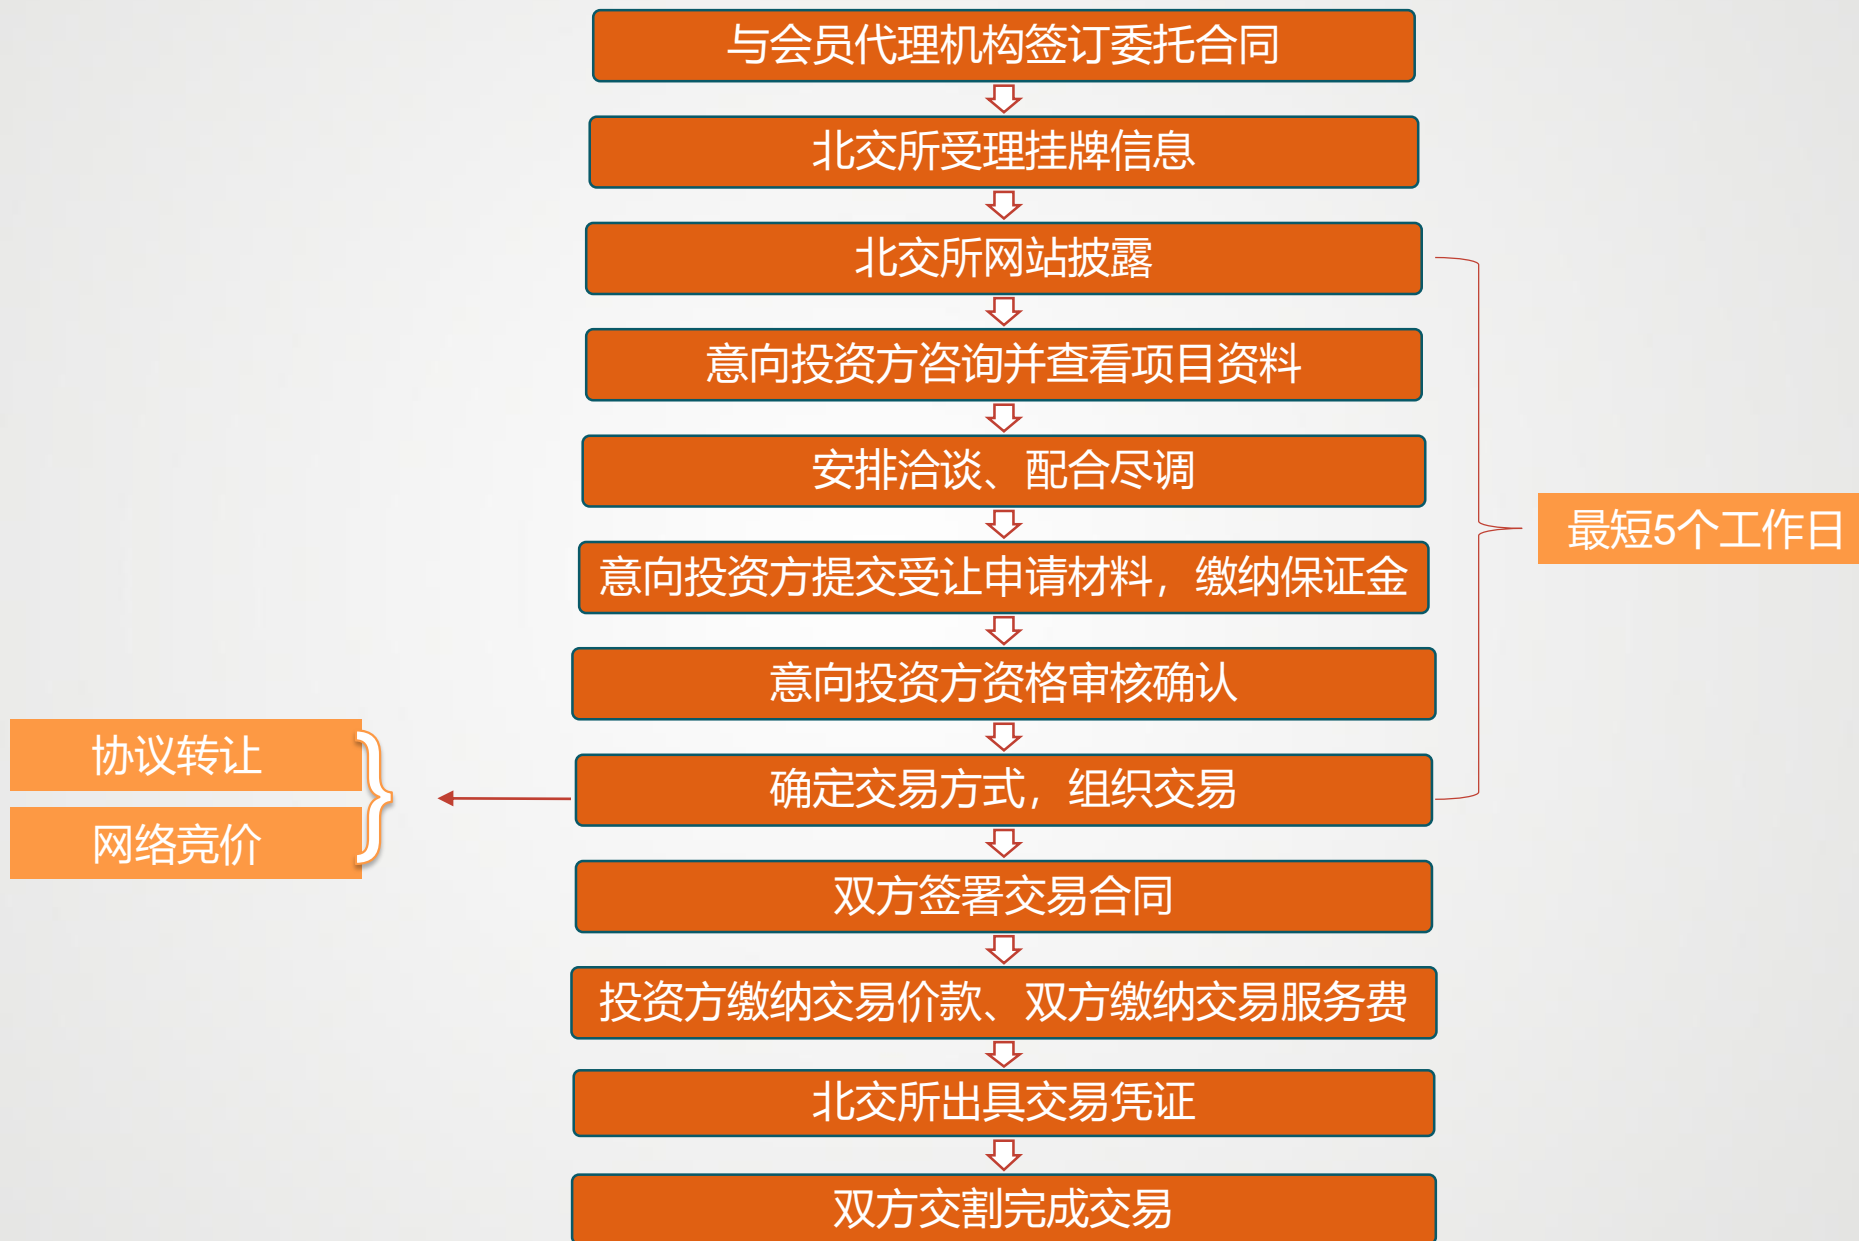 与会员代理机构签订委托合同
北交所受理挂牌信息
北交所网站披露
意向投资方咨询并查看项目资料
安排洽谈、配合尽调
最短5个工作日
意向投资方提交受让申请材料，缴纳保证金
意向投资方资格审核确认
协议转让
确定交易方式，组织交易
网络竞价
双方签署交易合同
投资方缴纳交易价款、双方缴纳交易服务费
北交所出具交易凭证
双方交割完成交易